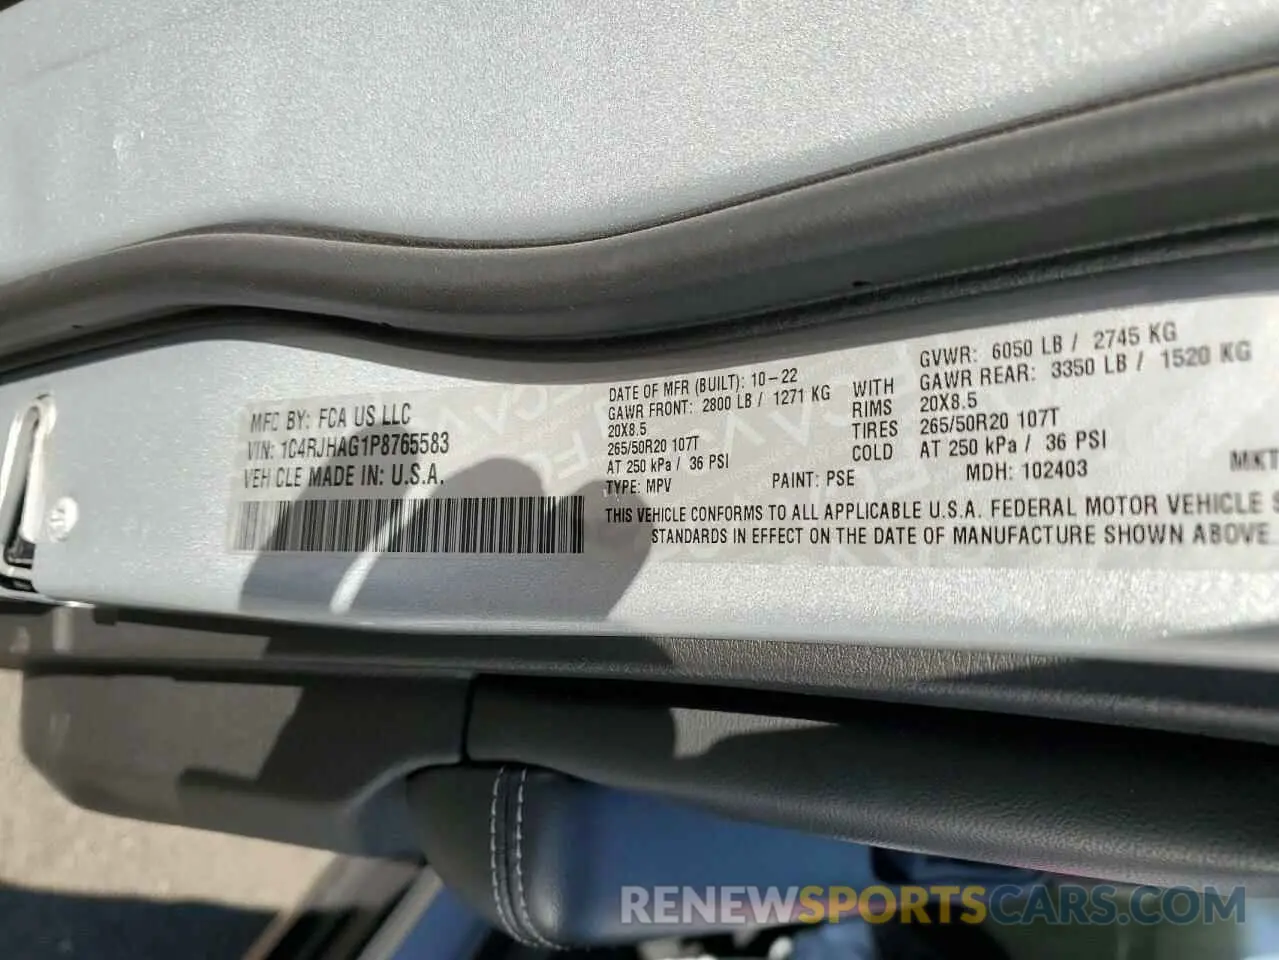 MFC BY: FCA US LLC
VIN: 1C4RJHAG1P8765583
VEHICLE MADE IN: U.S.A.
DATE OF MFR (BUILT): 10-22
GAWR FRONT: 2800 LB / 1271 KG
20X8.5
265/50R20 107T
AT 250 kPa / 36 PSI
TYPE: MPV
WITH
RIMS
TIRES
COLD
GVWR: 6050 LB / 2745 KG
GAWR REAR: 3350 LB / 1520 KG
20X8.5
265/50R20 107T
AT 250 kPa / 36 PSI
PAINT: PSE
MDH: 102403
MKT
THIS VEHICLE CONFORMS TO ALL APPLICABLE U.S.A. FEDERAL MOTOR VEHICLE S
STANDARDS IN EFFECT ON THE DATE OF MANUFACTURE SHOWN ABOVE.
RENEWSPORTSCARS.COM